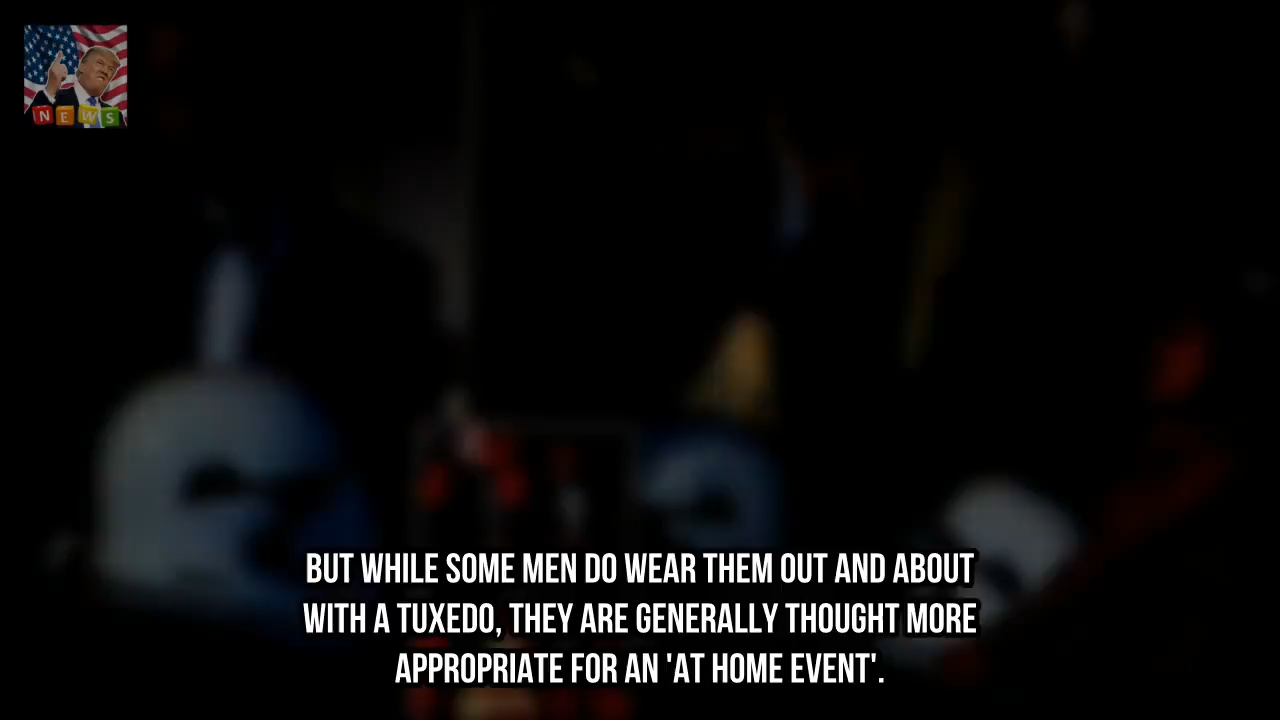 NEWS
BUT WHILE SOME MEN DO WEAR THEM OUT AND ABOUT
WITH A TUXEDO, THEY ARE GENERALLY THOUGHT MORE
APPROPRIATE FOR AN 'AT HOME EVENT'.